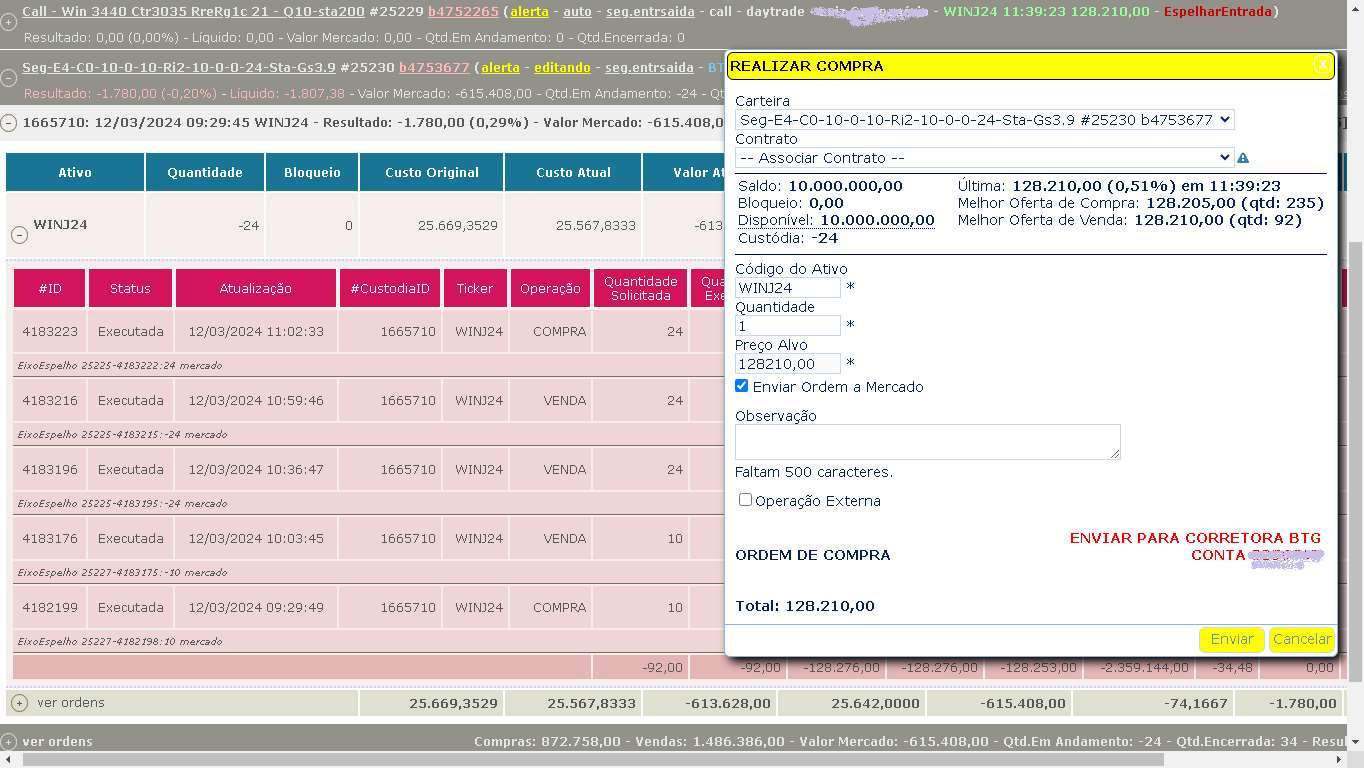 Call - Win 3440 Ctr3035 RreRg1c 21 - Q10-sta200 #25229 b4752265 (alerta - auto - seg.entrsaida - call - daytrade - WINJ24 11:39:23 128.210,00 - EspelharEntrada)
Resultado: 0,00 (0,00%) - Líquido: 0,00 - Valor Mercado: 0,00 - Qtd.Em Andamento: 0 - Qtd.Encerrada: 0
Seg-E4-C0-10-0-10-Ri2-10-0-0-24-Sta-Gs3.9 #25230 b4753677 (alerta - editando - seg.entrsaida - BT
Resultado: -1.780,00 (-0,20%) - Líquido: -1.807,38 - Valor Mercado: -615.408,00 - Qtd.Em Andamento: -24 - Qt
1665710: 12/03/2024 09:29:45 WINJ24 - Resultado: -1.780,00 (0,29%) - Valor Mercado: -615.408,0
Ativo Quantidade Bloqueio Custo Original Custo Atual Valor At
WINJ24 -24 0 25.669,3529 25.567,8333 -613
#ID Status Atualização #CustodiaID Ticker Operação Quantidade Solicitada Qua Exe
4183223 Executada 12/03/2024 11:02:33 1665710 WINJ24 COMPRA 24
EixoEspelho 25225-4183222:24 mercado
4183216 Executada 12/03/2024 10:59:46 1665710 WINJ24 VENDA 24
EixoEspelho 25225-4183215:-24 mercado
4183196 Executada 12/03/2024 10:36:47 1665710 WINJ24 VENDA 24
EixoEspelho 25225-4183195:-24 mercado
4183176 Executada 12/03/2024 10:03:45 1665710 WINJ24 VENDA 10
EixoEspelho 25227-4183175:-10 mercado
4182199 Executada 12/03/2024 09:29:49 1665710 WINJ24 COMPRA 10
EixoEspelho 25227-4182198:10 mercado
-92,00 -92,00 -128.276,00 -128.276,00 -128.253,00 -2.359.144,00 -34,48 0,00
ver ordens 25.669,3529 25.567,8333 -613.628,00 25.642,0000 -615.408,00 -74,1667 -1.780,00
ver ordens Compras: 872.758,00 - Vendas: 1.486.386,00 - Valor Mercado: -615.408,00 - Qtd.Em Andamento: -24 - Qtd.Encerrada: 34 - Resul
REALIZAR COMPRA X
Carteira
Seg-E4-C0-10-0-10-Ri2-10-0-0-24-Sta-Gs3.9 #25230 b4753677
Contrato
-- Associar Contrato --
Saldo: 10.000.000,00 Última: 128.210,00 (0,51%) em 11:39:23
Bloqueio: 0,00 Melhor Oferta de Compra: 128.205,00 (qtd: 235)
Disponível: 10.000.000,00 Melhor Oferta de Venda: 128.210,00 (qtd: 92)
Custódia: -24
Código do Ativo
WINJ24 *
Quantidade
1 *
Preço Alvo
128210,00 *
Enviar Ordem a Mercado
Observação
Faltam 500 caracteres.
Operação Externa
ENVIAR PARA CORRETORA BTG
ORDEM DE COMPRA CONTA
Total: 128.210,00
Enviar Cancelar